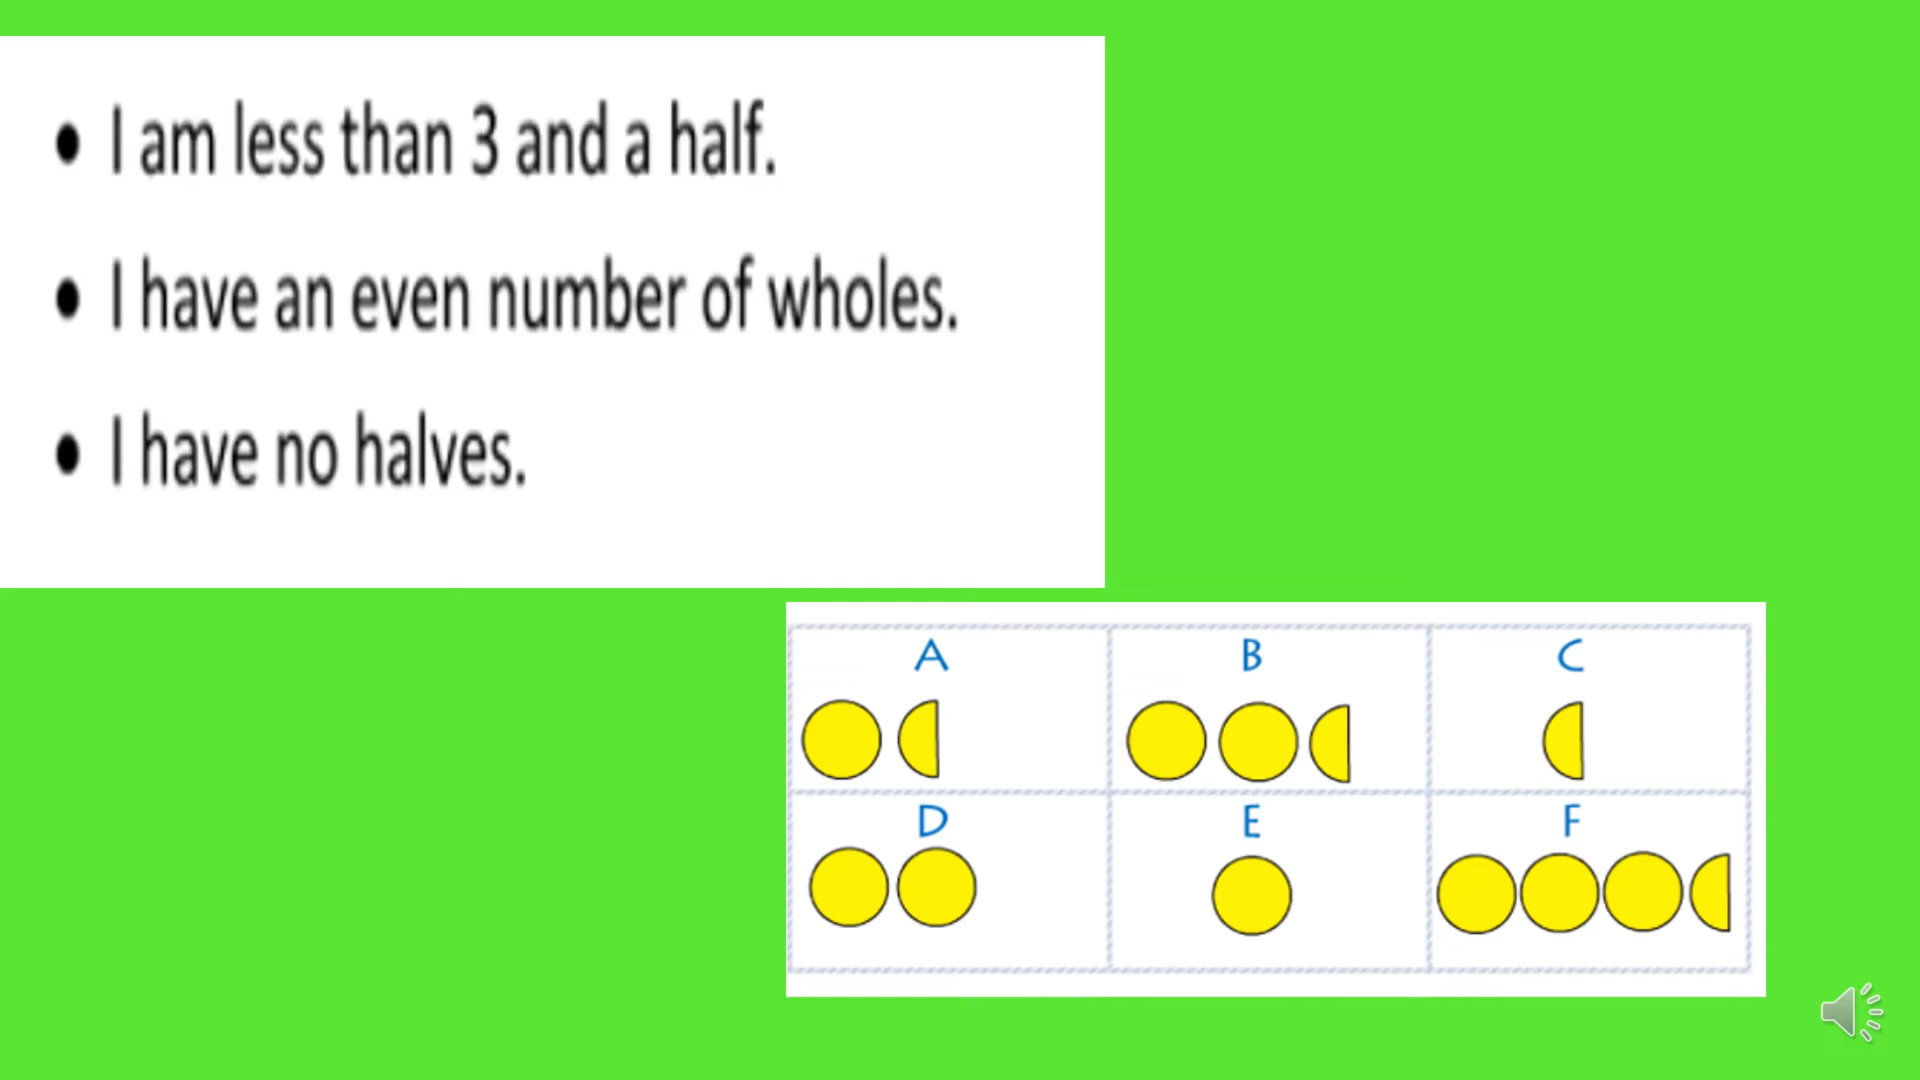 • I am less than 3 and a half.
• I have an even number of wholes.
• I have no halves.
A B C
D E F